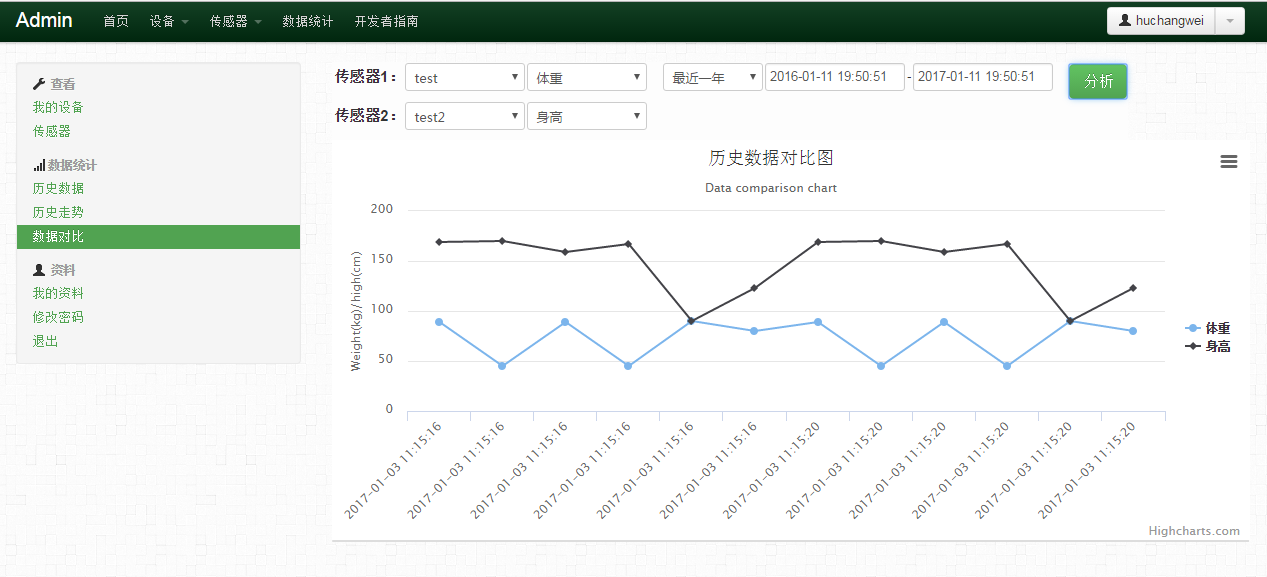 Admin 首页 设备 传感器 数据统计 开发者指南 huchangwei
查看
我的设备
传感器
数据统计
历史数据
历史走势
数据对比
资料
我的资料
修改密码
退出
传感器1： test 体重 最近一年 2016-01-11 19:50:51 - 2017-01-11 19:50:51 分析
传感器2： test2 身高
历史数据对比图
Data comparison chart
Weight(kg)/high(cm)
200
150
100
50
0
2017-01-03 11:15:16
2017-01-03 11:15:16
2017-01-03 11:15:16
2017-01-03 11:15:16
2017-01-03 11:15:16
2017-01-03 11:15:16
2017-01-03 11:15:20
2017-01-03 11:15:20
2017-01-03 11:15:20
2017-01-03 11:15:20
2017-01-03 11:15:20
2017-01-03 11:15:20
体重
身高
Highcharts.com